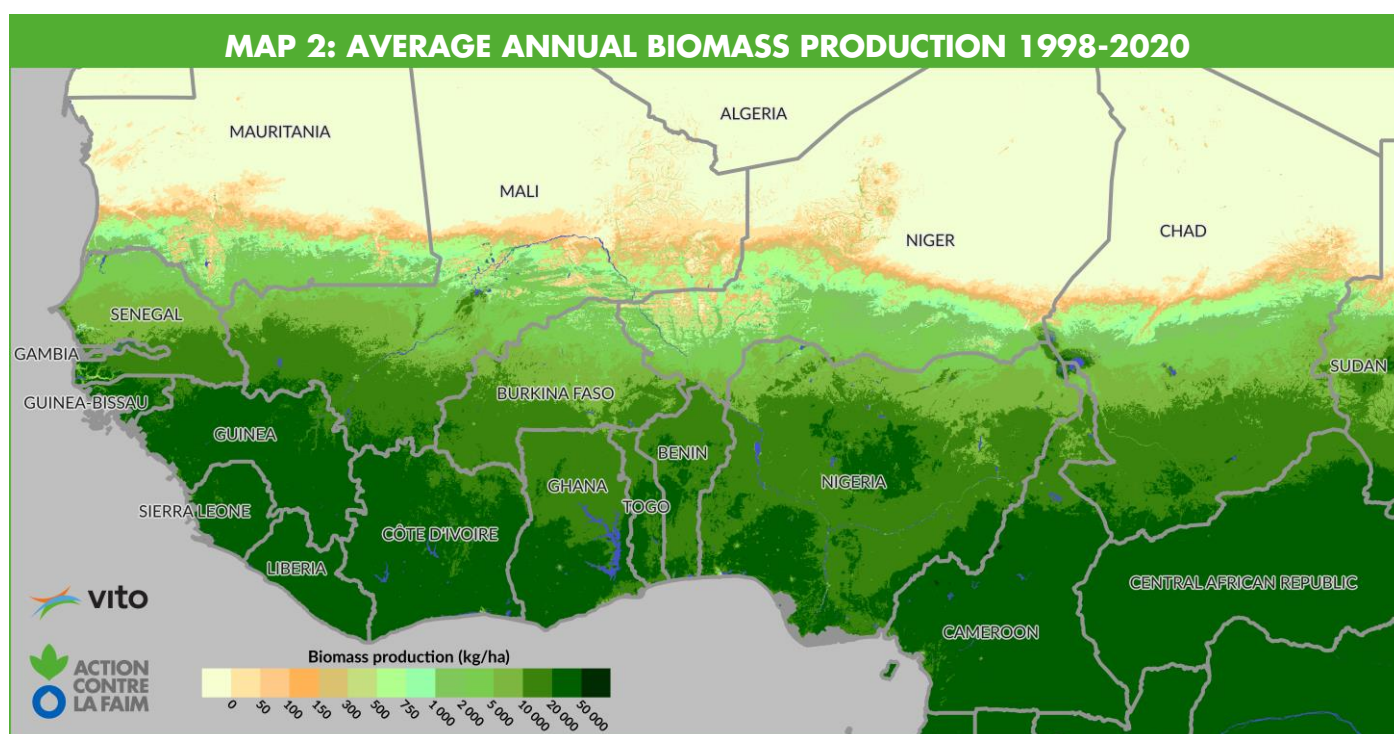 MAP 2: AVERAGE ANNUAL BIOMASS PRODUCTION 1998-2020
ALGERIA
MAURITANIA
MALI
NIGER
CHAD
SENEGAL
GAMBIA
SUDAN
GUINEA-BISSAU
BURKINA FASO
GUINEA
BENIN
NIGERIA
GHANA
TOGO
SIERRA LEONE
CÔTE D'IVOIRE
LIBERIA
CENTRAL AFRICAN REPUBLIC
CAMEROON
vito
ACTION
CONTRE
LA FAIM
Biomass production (kg/ha)
0 50 100 150 300 500 750 1 000 2 000 5 000 10 000 20 000 50 000